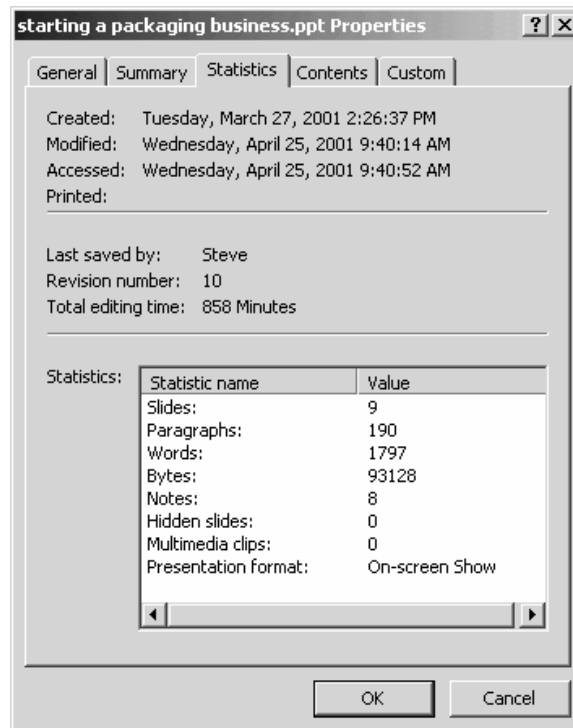 starting a packaging business.ppt Properties
General Summary Statistics Contents Custom
Created: Tuesday, March 27, 2001 2:26:37 PM
Modified: Wednesday, April 25, 2001 9:40:14 AM
Accessed: Wednesday, April 25, 2001 9:40:52 AM
Printed:
Last saved by: Steve
Revision number: 10
Total editing time: 858 Minutes
Statistics:
Statistic name Value
Slides: 9
Paragraphs: 190
Words: 1797
Bytes: 93128
Notes: 8
Hidden slides: 0
Multimedia clips: 0
Presentation format: On-screen Show
OK Cancel